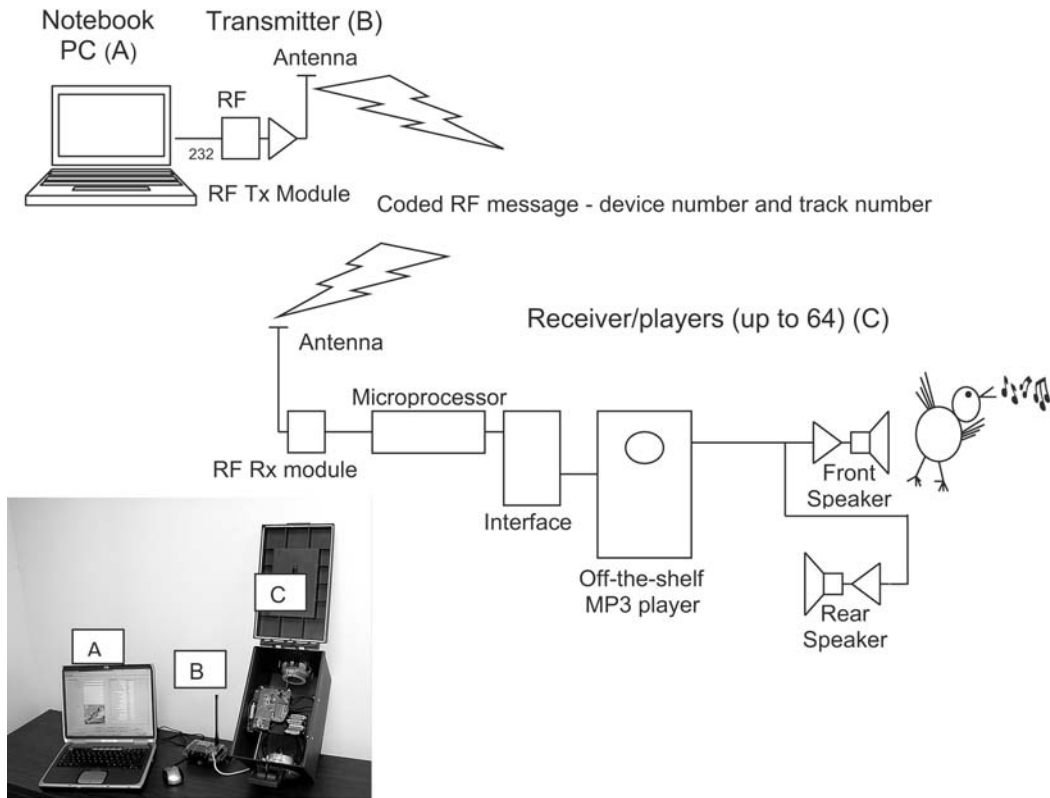 Notebook
PC (A)
Transmitter (B)
Antenna
RF
232
RF Tx Module
Coded RF message - device number and track number
Receiver/players (up to 64) (C)
Antenna
Microprocessor
RF Rx module
Interface
Off-the-shelf
MP3 player
Front
Speaker
Rear
Speaker
A
B
C